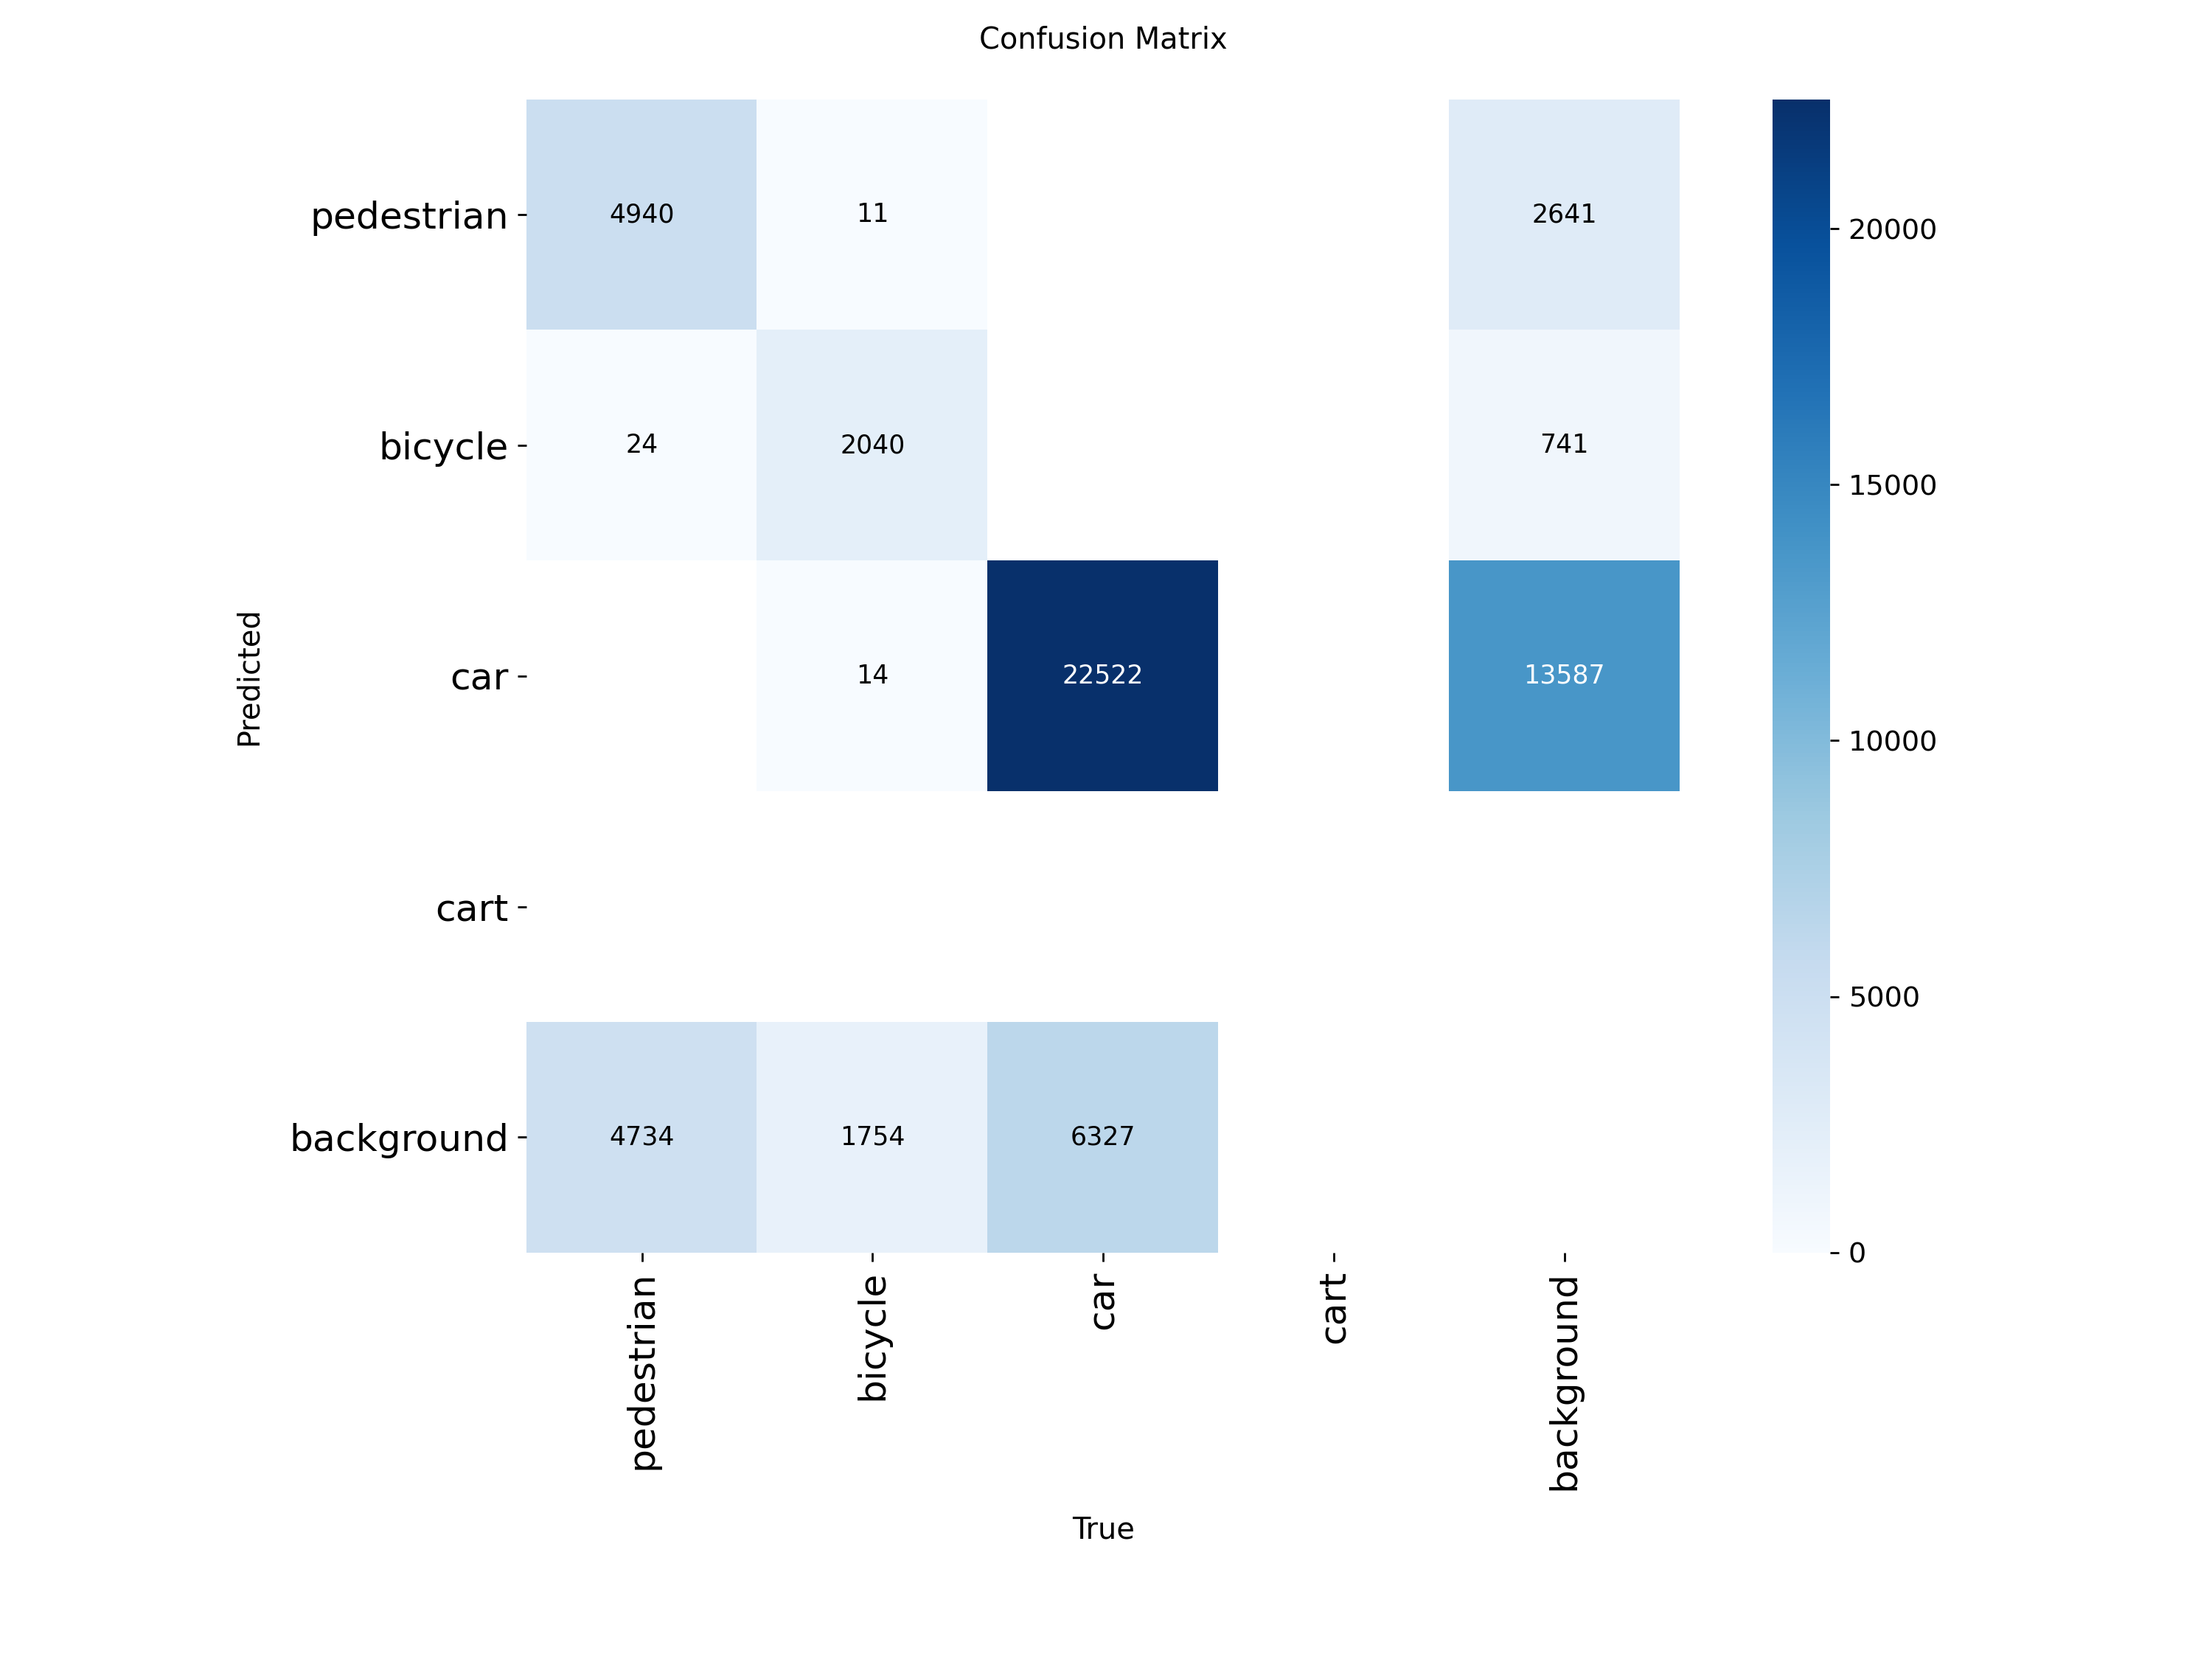 Confusion Matrix
pedestrian
4940
11
2641
20000
bicycle
24
2040
741
15000
Predicted
car
14
22522
13587
10000
cart
5000
background
4734
1754
6327
0
pedestrian
bicycle
car
cart
background
True